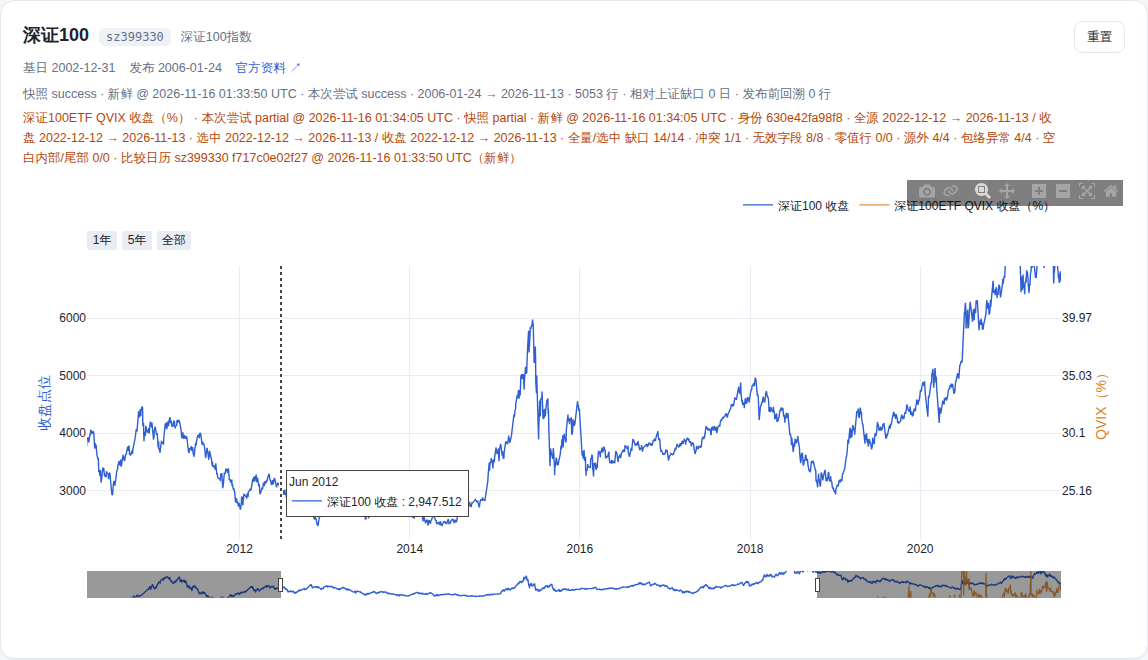 深证100 sz399330 深证100指数
重置
基日 2002-12-31 发布 2006-01-24 官方资料 ↗
快照 success · 新鲜 @ 2026-11-16 01:33:50 UTC · 本次尝试 success · 2006-01-24 → 2026-11-13 · 5053 行 · 相对上证缺口 0 日 · 发布前回溯 0 行
深证100ETF QVIX 收盘（%） · 本次尝试 partial @ 2026-11-16 01:34:05 UTC · 快照 partial · 新鲜 @ 2026-11-16 01:34:05 UTC · 身份 630e42fa98f8 · 全源 2022-12-12 → 2026-11-13 / 收
盘 2022-12-12 → 2026-11-13 · 选中 2022-12-12 → 2026-11-13 / 收盘 2022-12-12 → 2026-11-13 · 全量/选中 缺口 14/14 · 冲突 1/1 · 无效字段 8/8 · 零值行 0/0 · 源外 4/4 · 包络异常 4/4 · 空
白内部/尾部 0/0 · 比较日历 sz399330 f717c0e02f27 @ 2026-11-16 01:33:50 UTC（新鲜）
深证100 收盘 深证100ETF QVIX 收盘（%）
1年 5年 全部
6000
5000
4000
3000
收盘点位
39.97
35.03
30.1
25.16
QVIX（%）
Jun 2012
深证100 收盘 : 2,947.512
2012 2014 2016 2018 2020